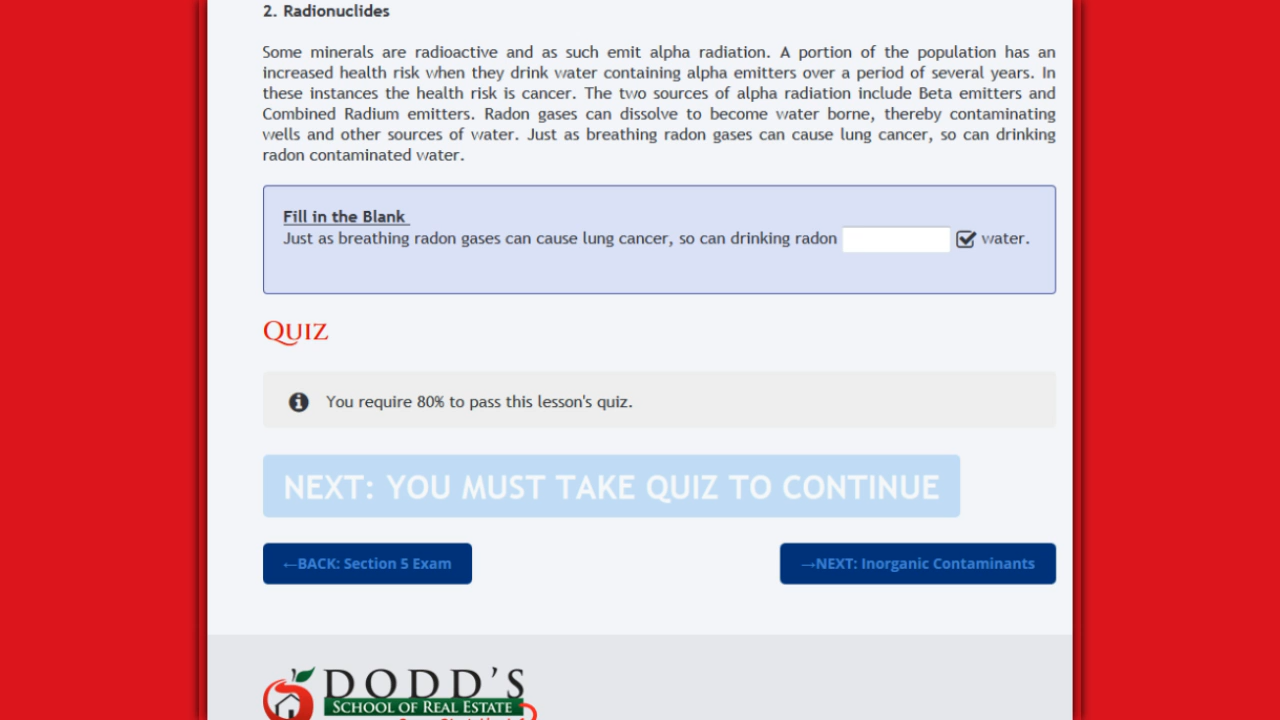 2. Radionuclides
Some minerals are radioactive and as such emit alpha radiation. A portion of the population has an
increased health risk when they drink water containing alpha emitters over a period of several years. In
these instances the health risk is cancer. The two sources of alpha radiation include Beta emitters and
Combined Radium emitters. Radon gases can dissolve to become water borne, thereby contaminating
wells and other sources of water. Just as breathing radon gases can cause lung cancer, so can drinking
radon contaminated water.
Fill in the Blank
Just as breathing radon gases can cause lung cancer, so can drinking radon water.
QUIZ
You require 80% to pass this lesson's quiz.
NEXT: YOU MUST TAKE QUIZ TO CONTINUE
←BACK: Section 5 Exam
→NEXT: Inorganic Contaminants
DODD'S
SCHOOL OF REAL ESTATE